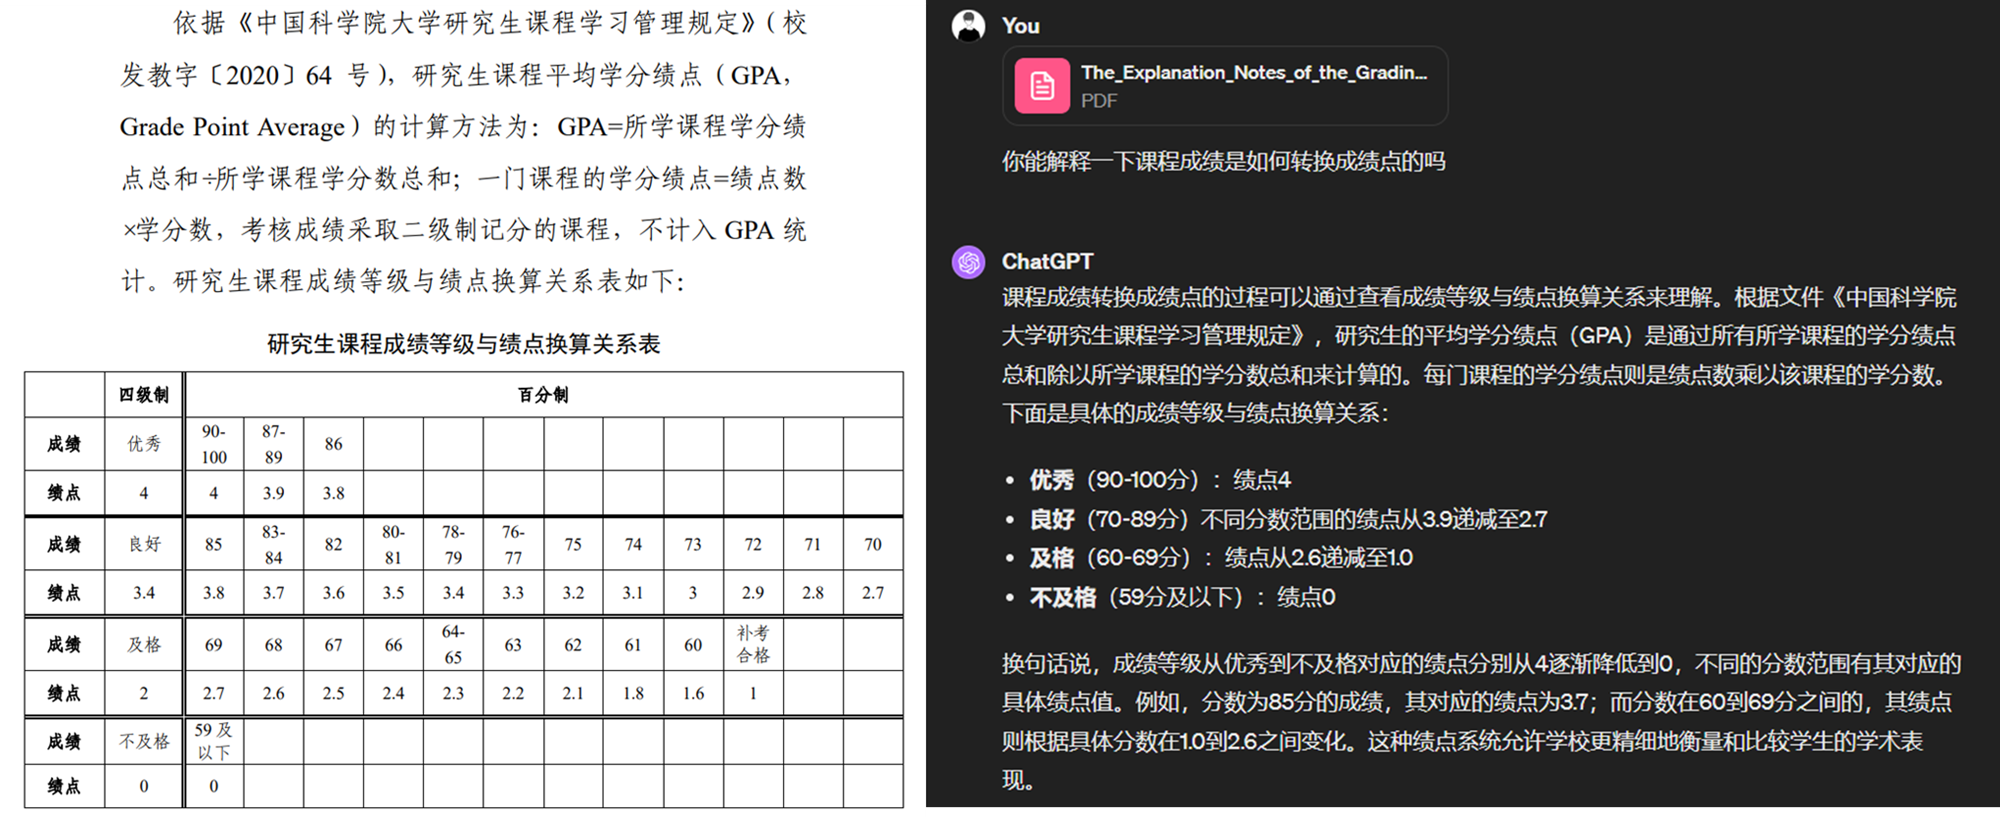 依据《中国科学院大学研究生课程学习管理规定》(校
发教字〔2020〕64 号),研究生课程平均学分绩点(GPA,
Grade Point Average)的计算方法为:GPA=所学课程学分绩
点总和÷所学课程学分数总和;一门课程的学分绩点=绩点数
×学分数,考核成绩采取二级制记分的课程,不计入 GPA 统
计。研究生课程成绩等级与绩点换算关系表如下:
研究生课程成绩等级与绩点换算关系表
四级制 百分制
成绩 优秀 90-100 87-89 86
绩点 4 4 3.9 3.8
成绩 良好 85 83-84 82 80-81 78-79 76-77 75 74 73 72 71 70
绩点 3.4 3.8 3.7 3.6 3.5 3.4 3.3 3.2 3.1 3 2.9 2.8 2.7
成绩 及格 69 68 67 66 64-65 63 62 61 60 补考合格
绩点 2 2.7 2.6 2.5 2.4 2.3 2.2 2.1 1.8 1.6 1
成绩 不及格 59 及以下
绩点 0 0
You
The_Explanation_Notes_of_the_Gradin...
PDF
你能解释一下课程成绩是如何转换成绩点的吗
ChatGPT
课程成绩转换成绩点的过程可以通过查看成绩等级与绩点换算关系来理解。根据文件《中国科学院
大学研究生课程学习管理规定》,研究生的平均学分绩点(GPA)是通过所有所学课程的学分绩点
总和除以所学课程的学分数总和来计算的。每门课程的学分绩点则是绩点数乘以该课程的学分数。
下面是具体的成绩等级与绩点换算关系:
• 优秀(90-100分):绩点4
• 良好(70-89分)不同分数范围的绩点从3.9递减至2.7
• 及格(60-69分):绩点从2.6递减至1.0
• 不及格(59分及以下):绩点0
换句话说,成绩等级从优秀到不及格对应的绩点分别从4逐渐降低到0,不同的分数范围有其对应的
具体绩点值。例如,分数为85分的成绩,其对应的绩点为3.7;而分数在60到69分之间的,其绩点
则根据具体分数在1.0到2.6之间变化。这种绩点系统允许学校更精细地衡量和比较学生的学术表
现。